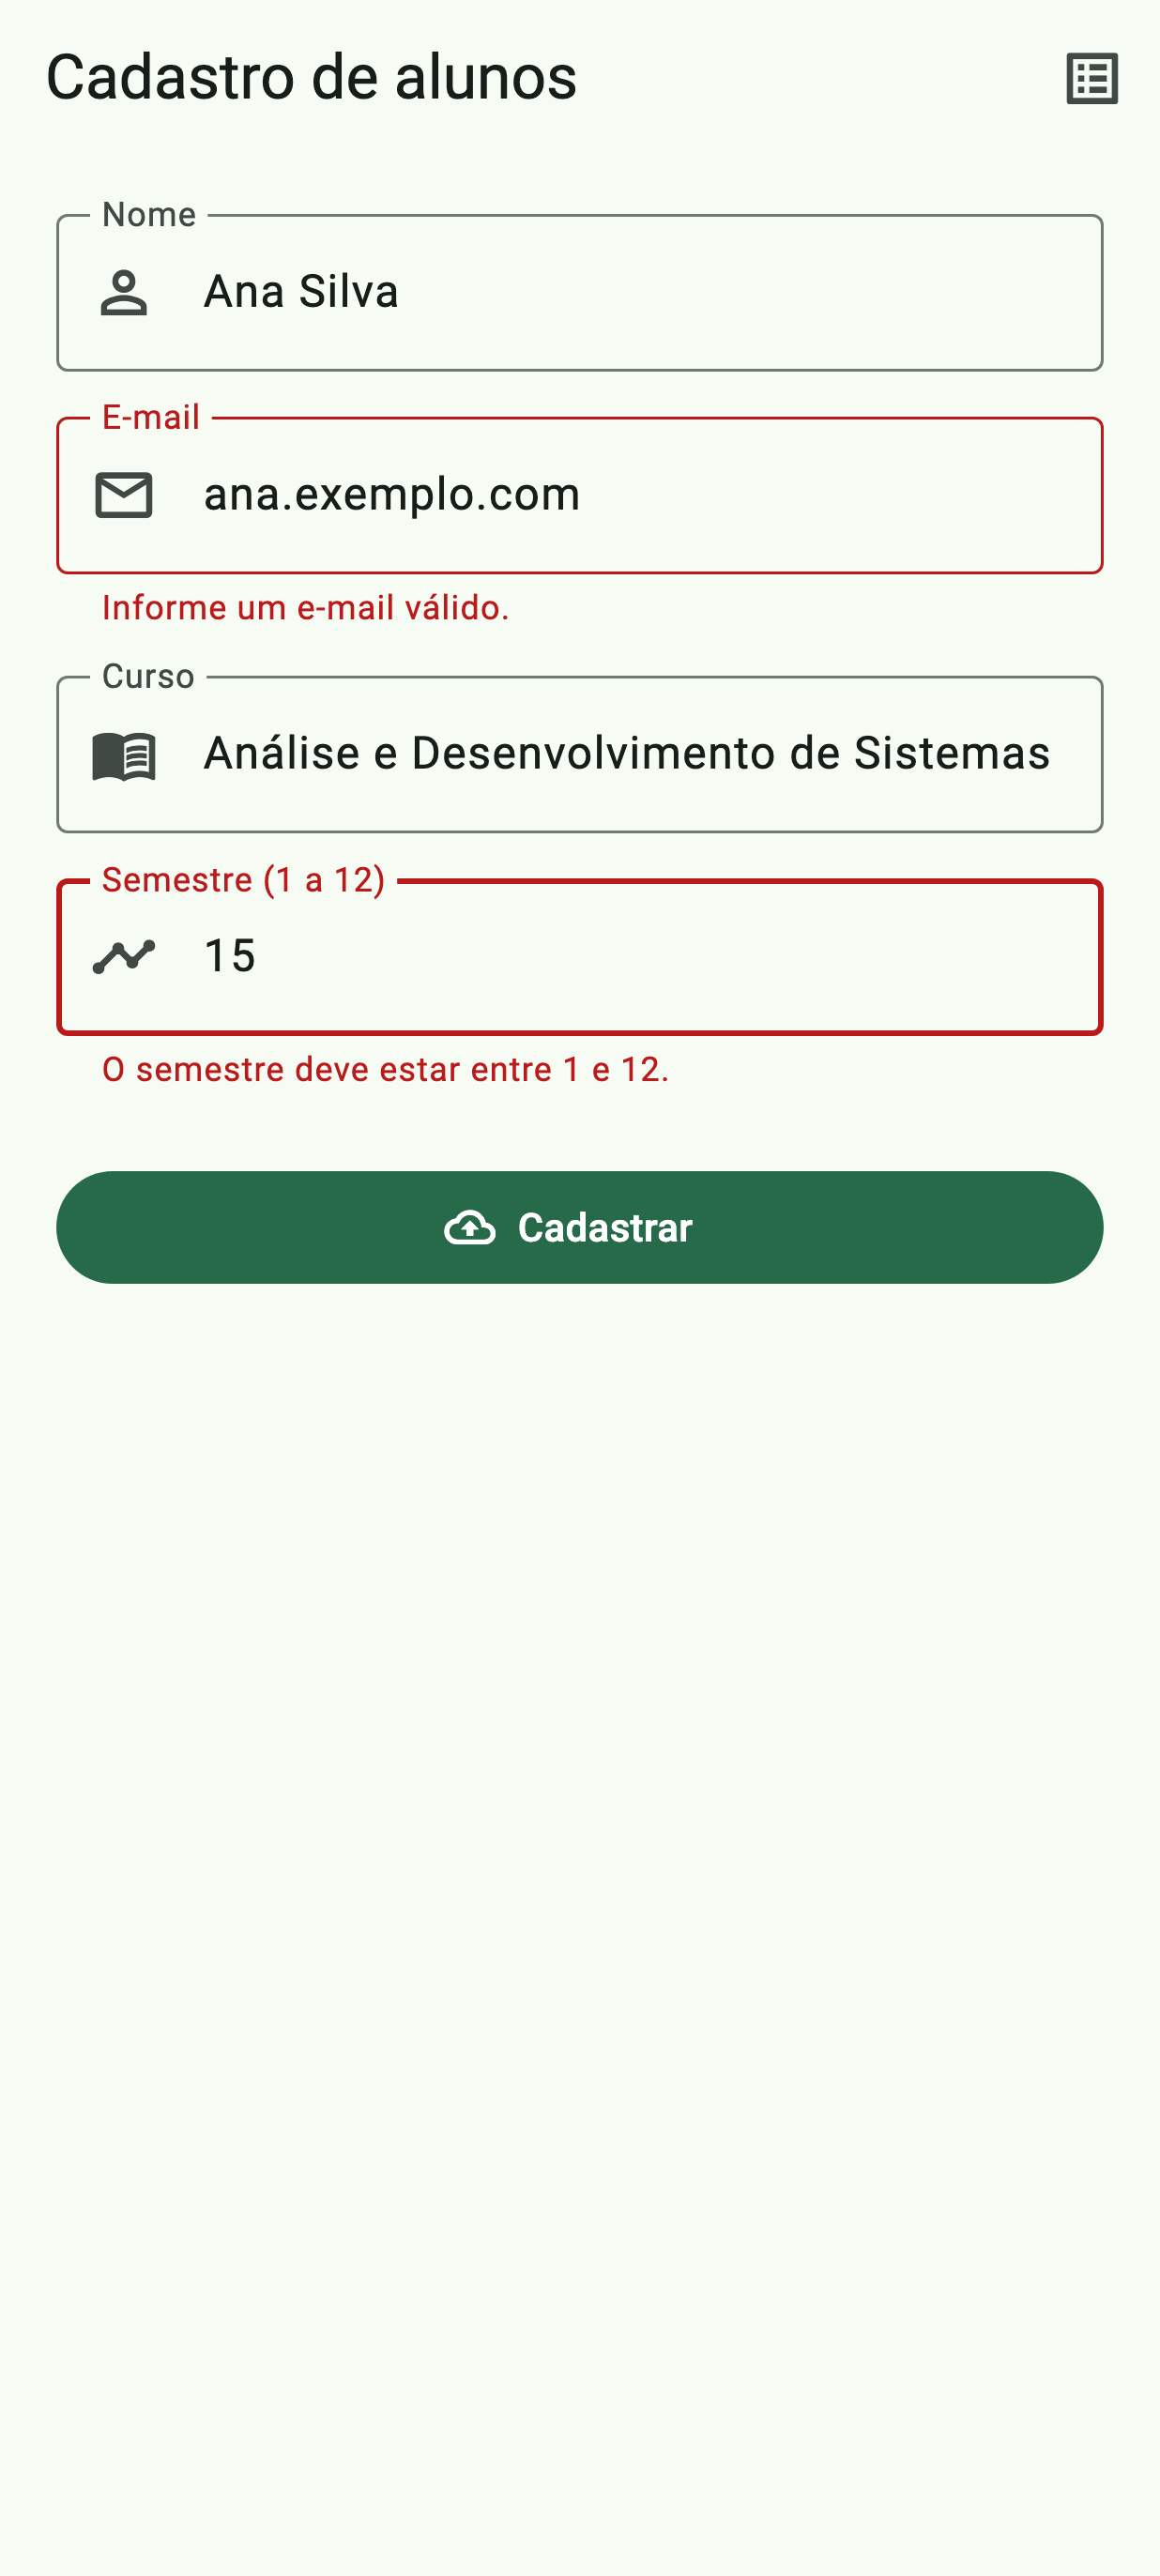 Cadastro de alunos
Nome
Ana Silva
E-mail
ana.exemplo.com
Informe um e-mail válido.
Curso
Análise e Desenvolvimento de Sistemas
Semestre (1 a 12)
15
O semestre deve estar entre 1 e 12.
Cadastrar